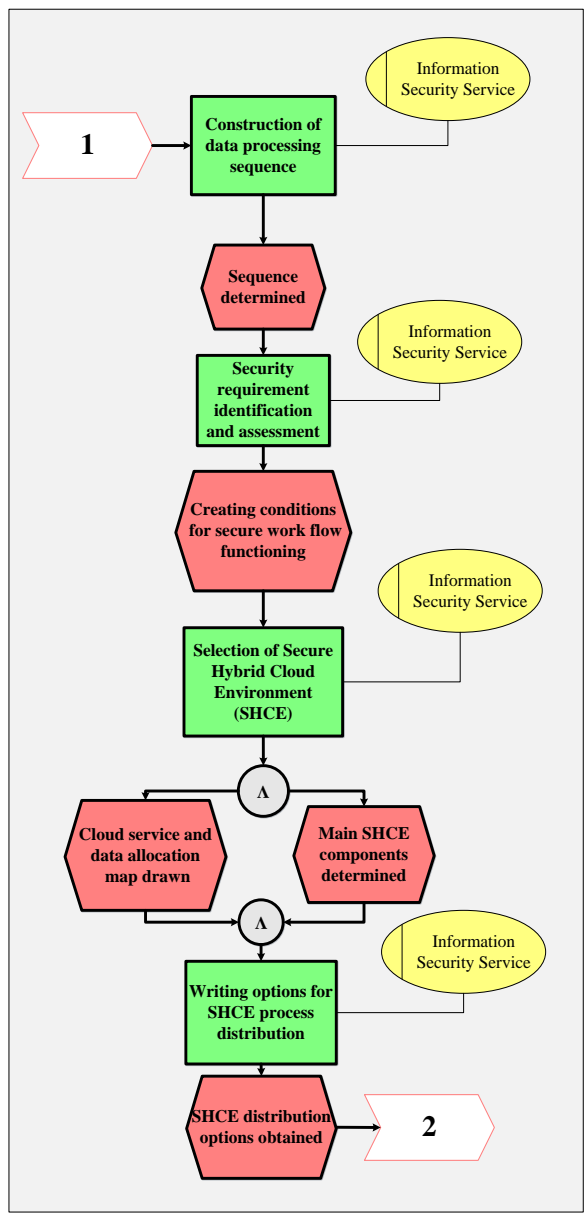 Information
Security Service
1
Construction of
data processing
sequence
Sequence
determined
Information
Security Service
Security
requirement
identification
and assessment
Creating conditions
for secure work flow
functioning
Information
Security Service
Selection of Secure
Hybrid Cloud
Environment
(SHCE)
Λ
Cloud service and
data allocation
map drawn
Main SHCE
components
determined
Λ
Information
Security Service
Writing options for
SHCE process
distribution
SHCE distribution
options obtained
2